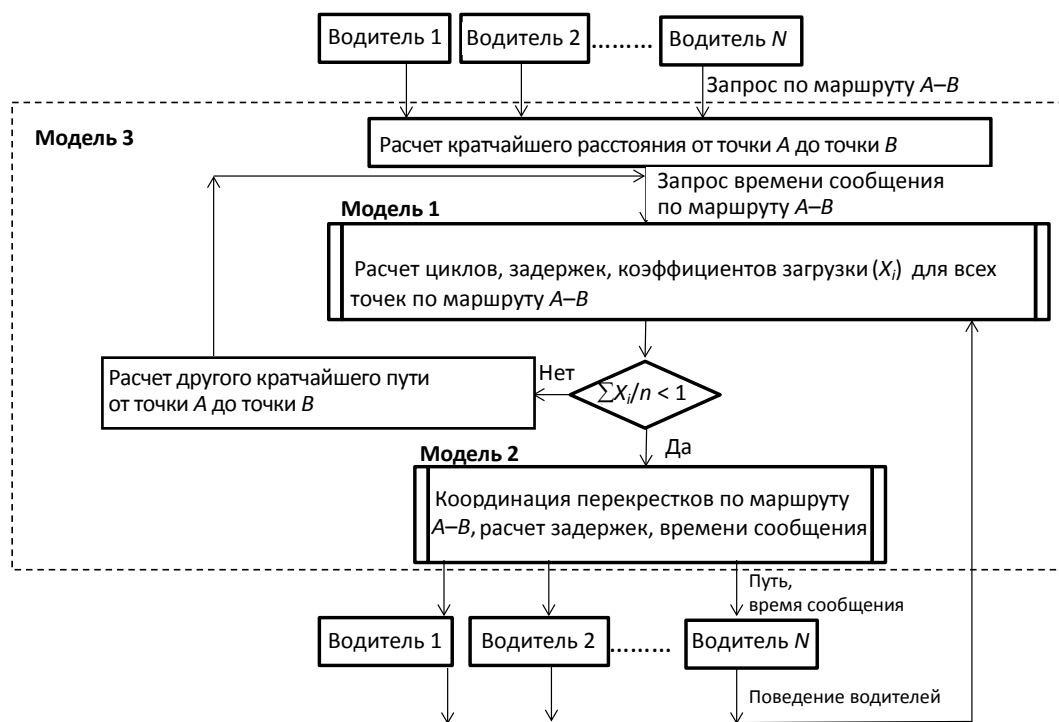 Водитель 1
Водитель 2
………
Водитель N
Запрос по маршруту A–B
Модель 3
Расчет кратчайшего расстояния от точки A до точки B
Запрос времени сообщения
по маршруту A–B
Модель 1
Расчет циклов, задержек, коэффициентов загрузки (Xi) для всех
точек по маршруту A–B
Расчет другого кратчайшего пути
от точки A до точки B
Нет
∑Xi/n < 1
Да
Модель 2
Координация перекрестков по маршруту
A–B, расчет задержек, времени сообщения
Путь,
время сообщения
Водитель 1
Водитель 2
………
Водитель N
Поведение водителей